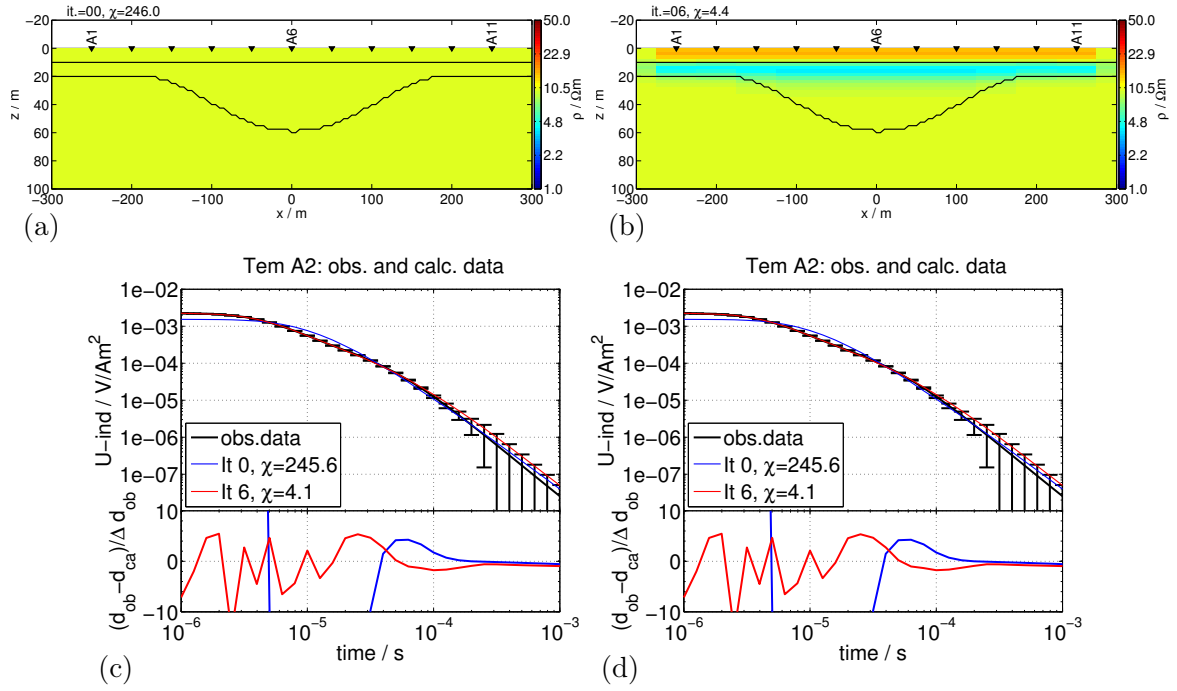 it.=00, χ=246.0
A1 A6 A11
−20
0
20
40
60
80
100
z / m
−300 −200 −100 0 100 200 300
x / m
50.0
22.9
10.5
4.8
2.2
1.0
ρ / Ωm
(a)
it.=06, χ=4.4
A1 A6 A11
−20
0
20
40
60
80
100
z / m
−300 −200 −100 0 100 200 300
x / m
50.0
22.9
10.5
4.8
2.2
1.0
ρ / Ωm
(b)
Tem A2: obs. and calc. data
1e−02
1e−03
1e−04
1e−05
1e−06
1e−07
U−ind / V/Am²
obs.data
It 0, χ=245.6
It 6, χ=4.1
10
0
−10
(d_ob−d_ca)/Δ d_ob
10⁻⁶ 10⁻⁵ 10⁻⁴ 10⁻³
time / s
(c)
Tem A2: obs. and calc. data
1e−02
1e−03
1e−04
1e−05
1e−06
1e−07
U−ind / V/Am²
obs.data
It 0, χ=245.6
It 6, χ=4.1
10
0
−10
(d_ob−d_ca)/Δ d_ob
10⁻⁶ 10⁻⁵ 10⁻⁴ 10⁻³
time / s
(d)